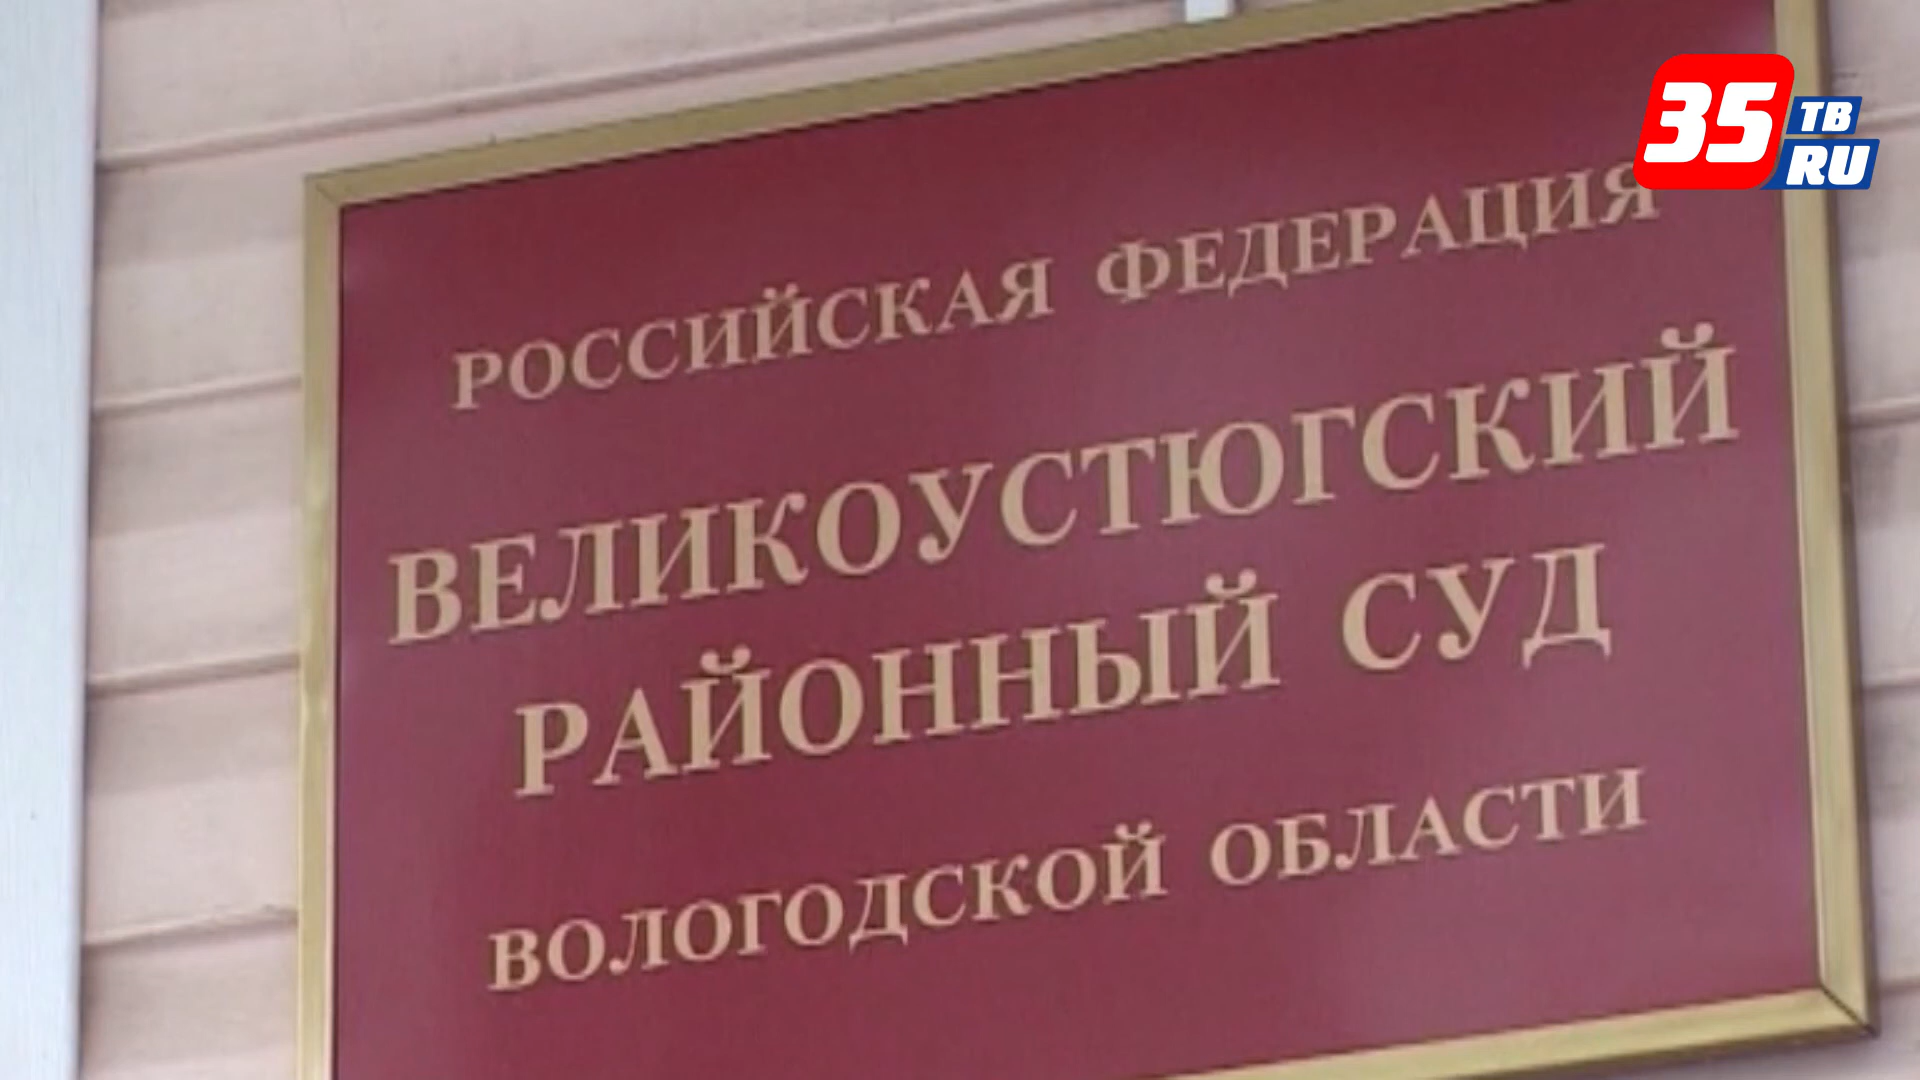 35 ТВ
RU
РОССИЙСКАЯ ФЕДЕРАЦИЯ
ВЕЛИКОУСТЮГСКИЙ
РАЙОННЫЙ СУД
ВОЛОГОДСКОЙ ОБЛАСТИ